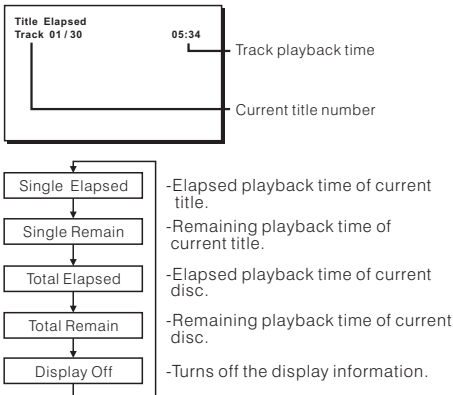 Title Elapsed
Track 01 / 30 05:34
Track playback time
Current title number
Single Elapsed
-Elapsed playback time of current
title.
Single Remain
-Remaining playback time of
current title.
Total Elapsed
-Elapsed playback time of current
disc.
Total Remain
-Remaining playback time of current
disc.
Display Off
-Turns off the display information.